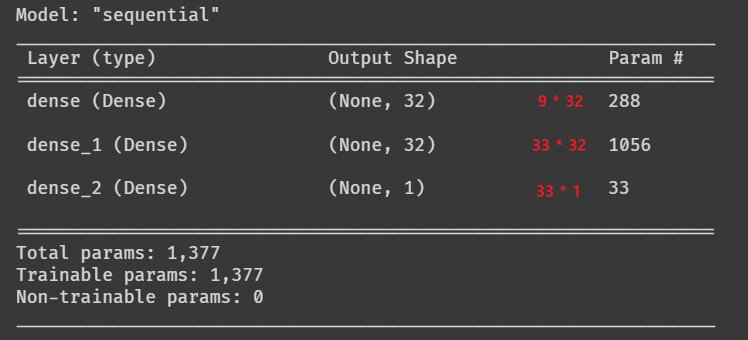 Model: "sequential"
Layer (type) Output Shape Param #
dense (Dense) (None, 32) 9 * 32 288
dense_1 (Dense) (None, 32) 33 * 32 1056
dense_2 (Dense) (None, 1) 33 * 1 33
Total params: 1,377
Trainable params: 1,377
Non-trainable params: 0